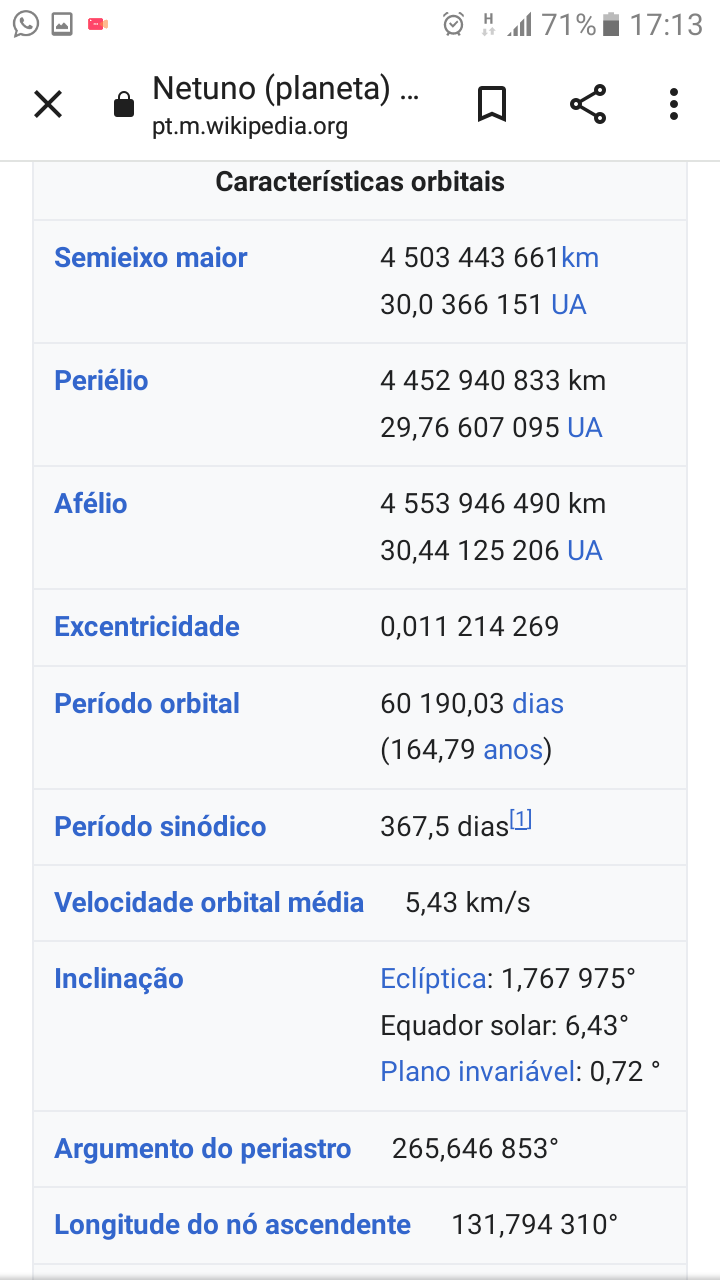 H 71% 17:13
Netuno (planeta) ...
pt.m.wikipedia.org
Características orbitais
Semieixo maior 4 503 443 661km
30,0 366 151 UA
Periélio 4 452 940 833 km
29,76 607 095 UA
Afélio 4 553 946 490 km
30,44 125 206 UA
Excentricidade 0,011 214 269
Período orbital 60 190,03 dias
(164,79 anos)
Período sinódico 367,5 dias[1]
Velocidade orbital média 5,43 km/s
Inclinação Eclíptica: 1,767 975°
Equador solar: 6,43°
Plano invariável: 0,72 °
Argumento do periastro 265,646 853°
Longitude do nó ascendente 131,794 310°